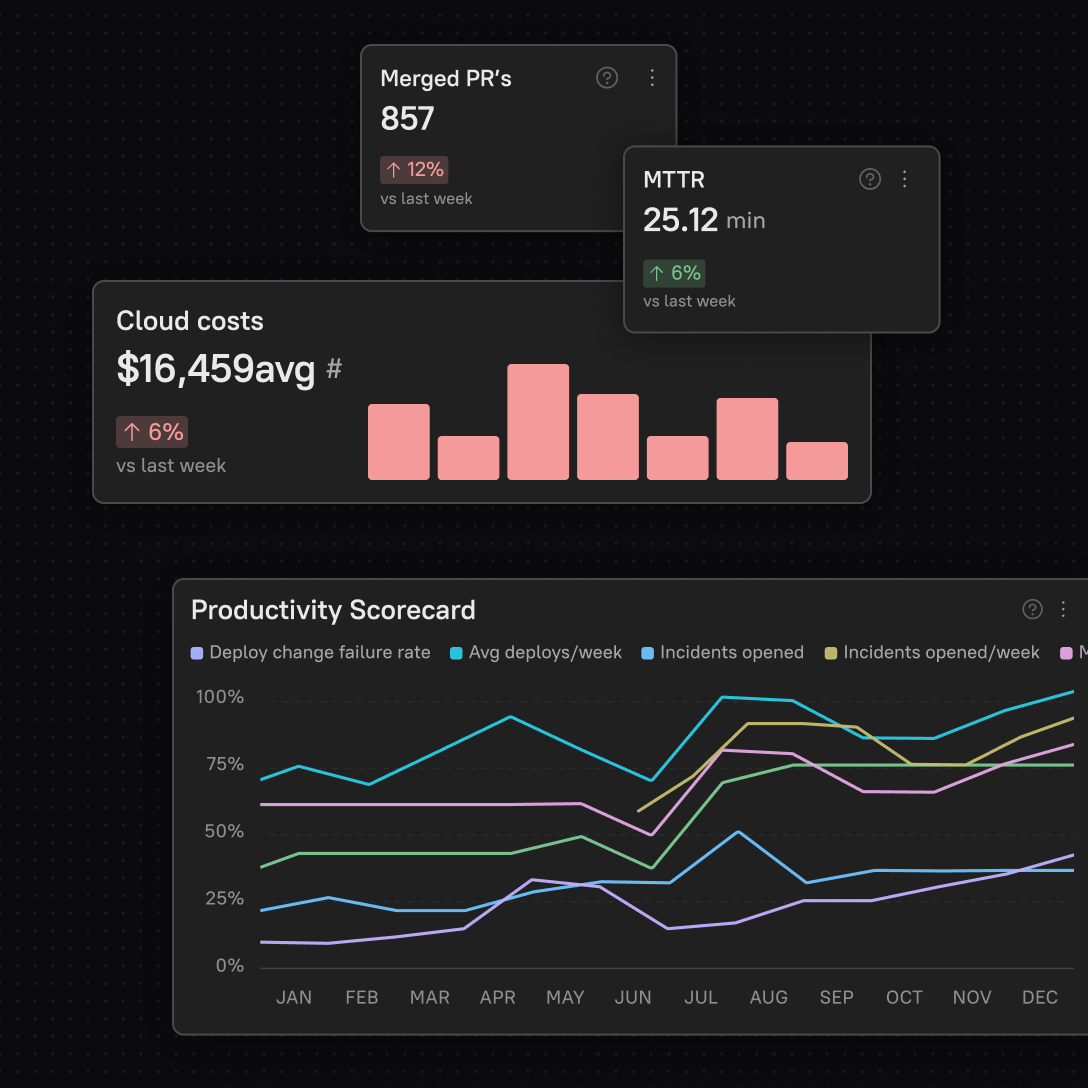 Merged PR's
857
↑ 12%
vs last week
MTTR
25.12 min
↑ 6%
vs last week
Cloud costs
$16,459avg #
↑ 6%
vs last week
Productivity Scorecard
Deploy change failure rate Avg deploys/week Incidents opened Incidents opened/week
100%
75%
50%
25%
0%
JAN FEB MAR APR MAY JUN JUL AUG SEP OCT NOV DEC